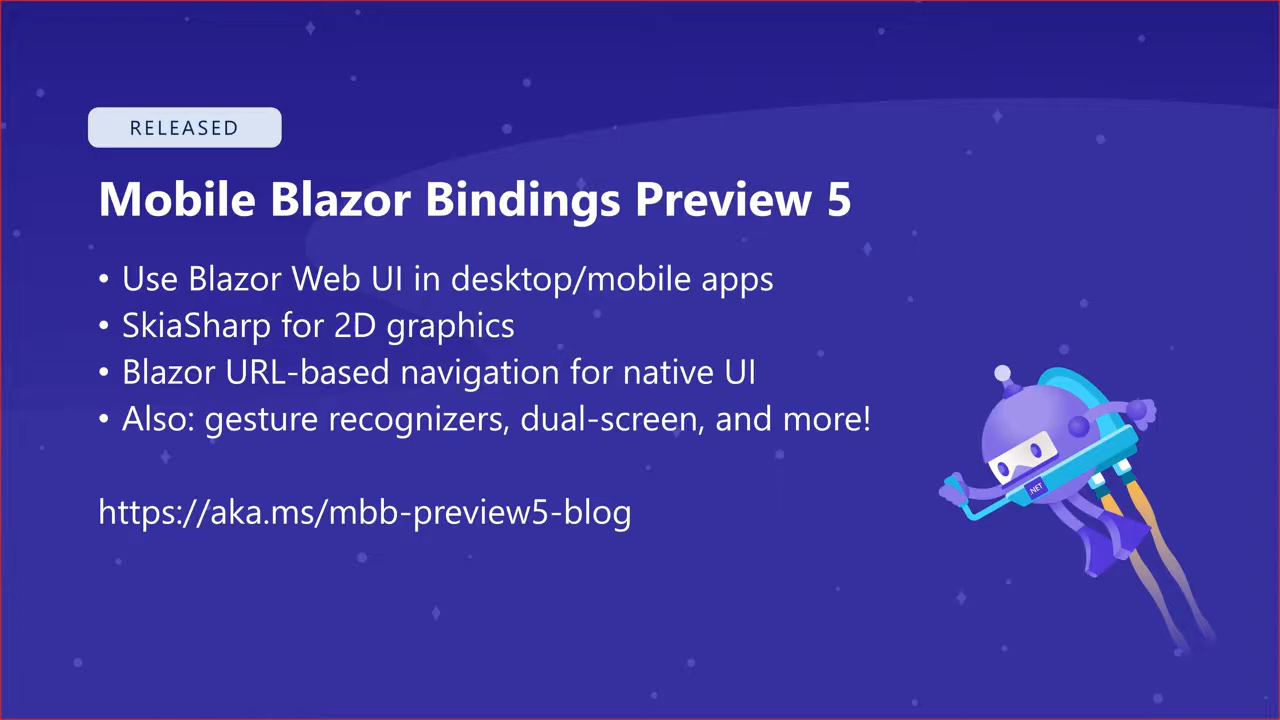 RELEASED
Mobile Blazor Bindings Preview 5
• Use Blazor Web UI in desktop/mobile apps
• SkiaSharp for 2D graphics
• Blazor URL-based navigation for native UI
• Also: gesture recognizers, dual-screen, and more!
https://aka.ms/mbb-preview5-blog
.NET